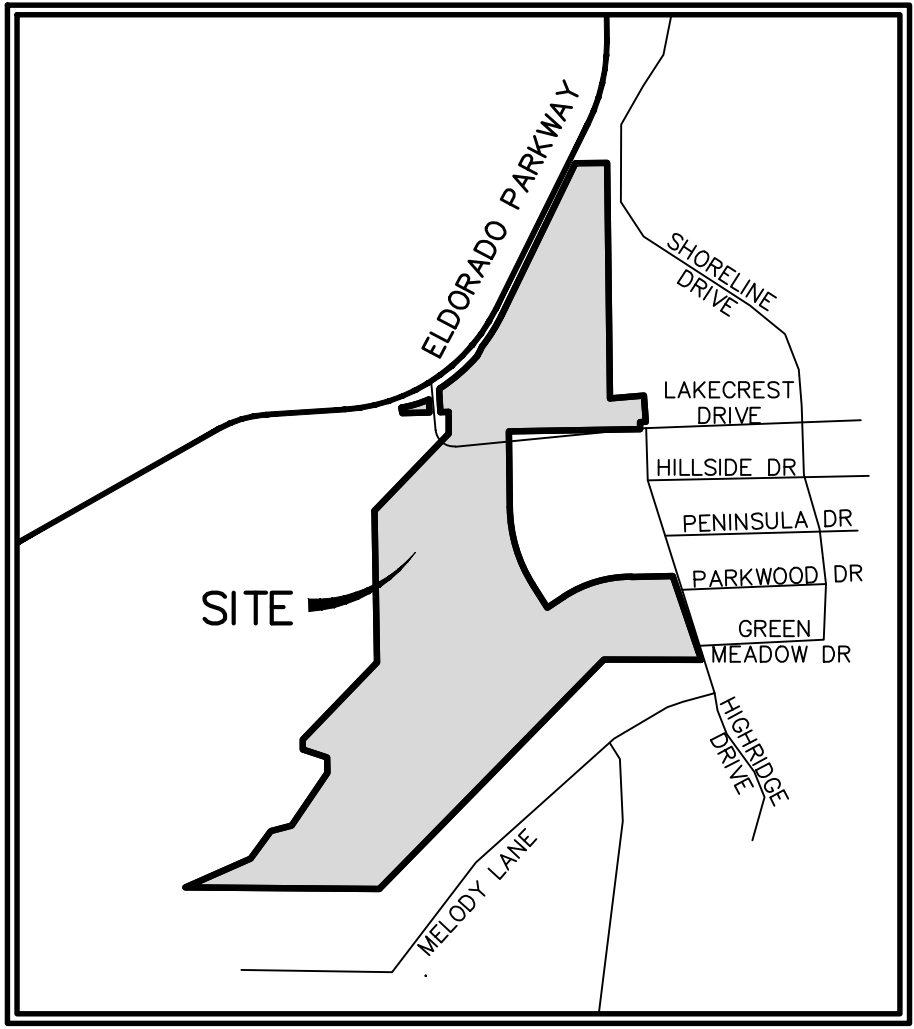 ELDORADO PARKWAY
SHORELINE
DRIVE
LAKECREST
DRIVE
HILLSIDE DR
PENINSULA DR
PARKWOOD DR
SITE
GREEN
MEADOW DR
HIGHRIDGE
DRIVE
MELODY LANE